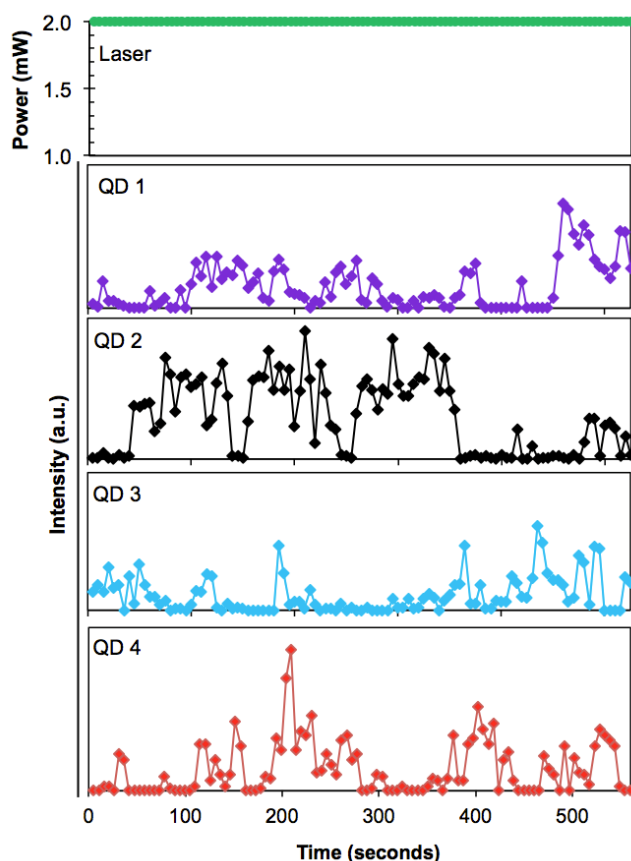 Power (mW)
2.0
1.5
1.0
Laser
Intensity (a.u.)
QD 1
QD 2
QD 3
QD 4
0
100
200
300
400
500
Time (seconds)